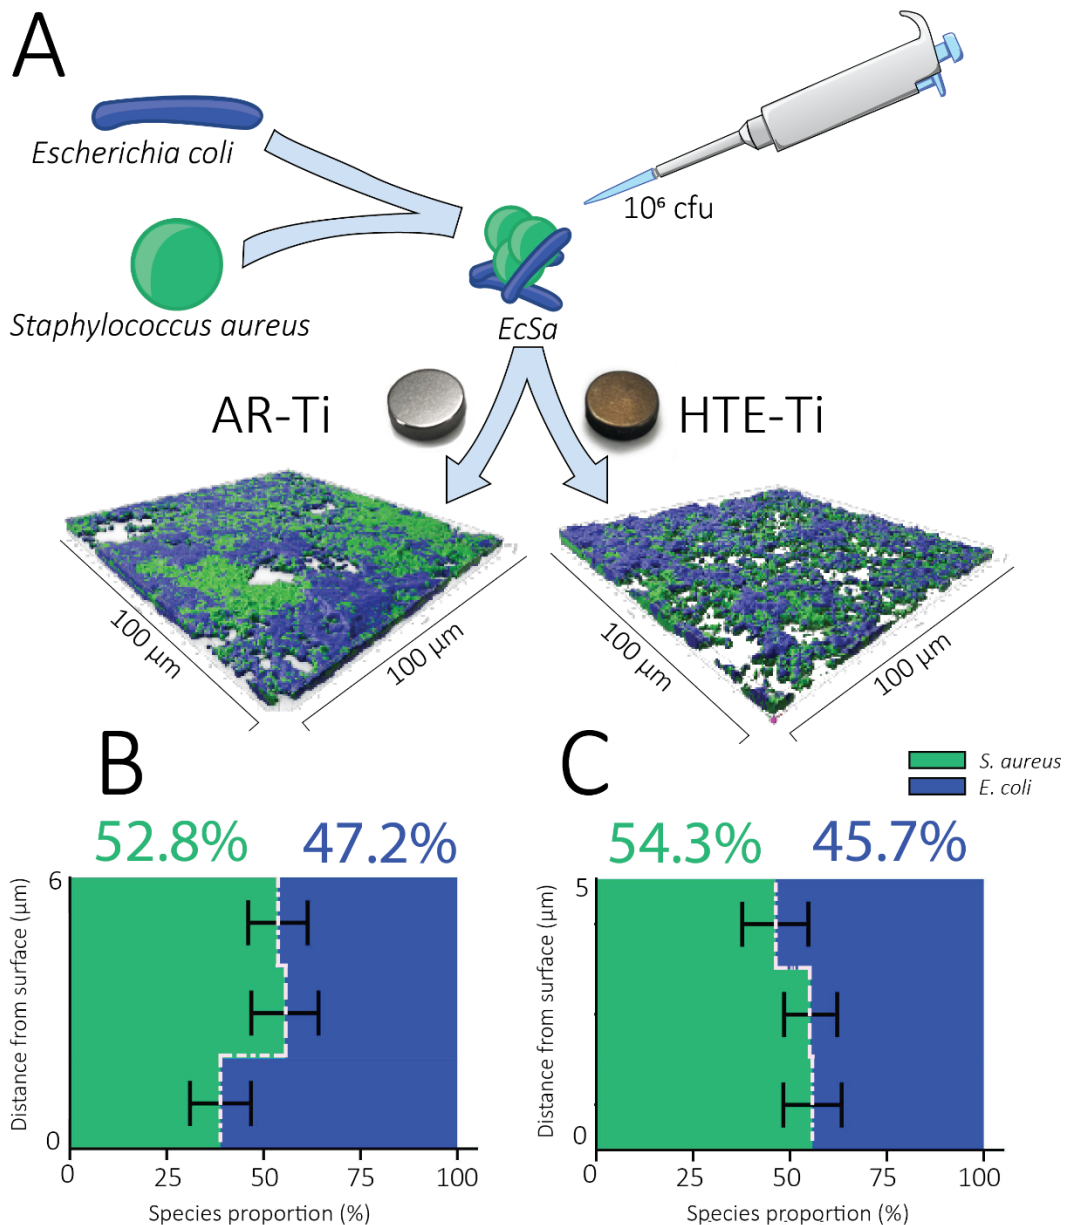 A
Escherichia coli
10⁶ cfu
Staphylococcus aureus
EcSa
AR-Ti
HTE-Ti
100 µm
100 µm
100 µm
100 µm
B
C
S. aureus
E. coli
52.8%
47.2%
54.3%
45.7%
6
0
Distance from surface (µm)
0
25
50
75
100
Species proportion (%)
5
0
Distance from surface (µm)
0
25
50
75
100
Species proportion (%)